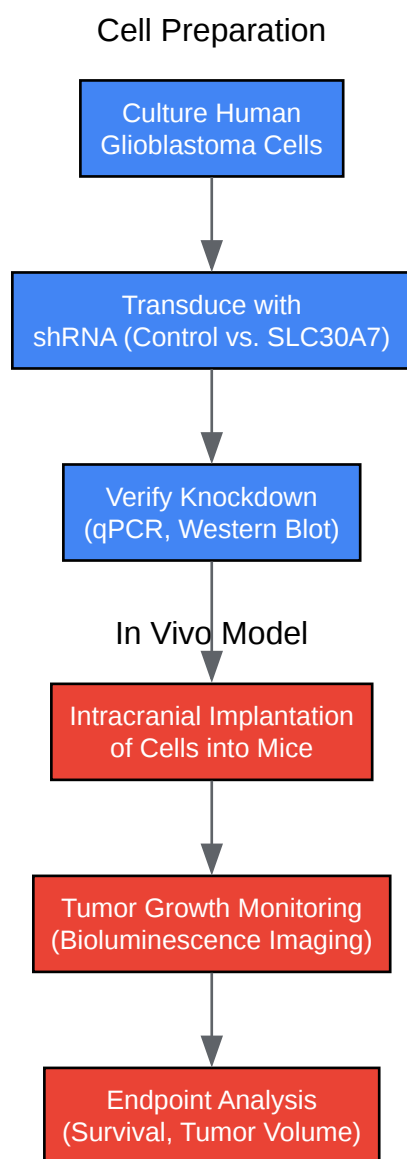 Cell Preparation
Culture Human
Glioblastoma Cells
Transduce with
shRNA (Control vs. SLC30A7)
Verify Knockdown
(qPCR, Western Blot)
In Vivo Model
Intracranial Implantation
of Cells into Mice
Tumor Growth Monitoring
(Bioluminescence Imaging)
Endpoint Analysis
(Survival, Tumor Volume)